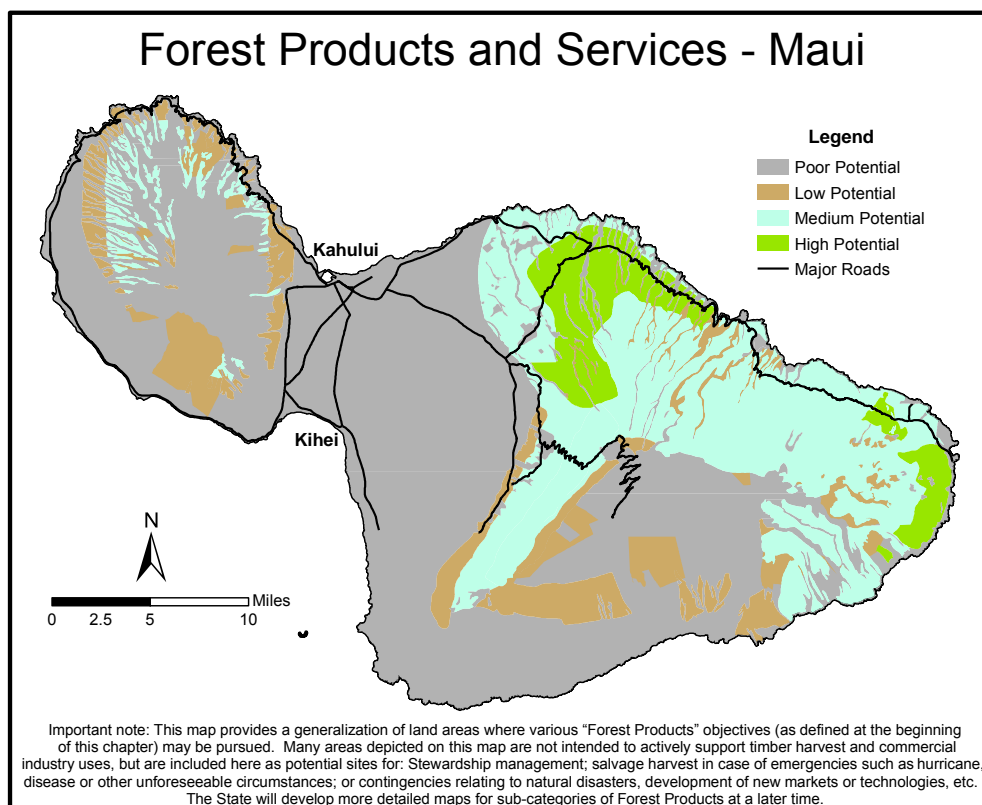 Forest Products and Services - Maui
Legend
Poor Potential
Low Potential
Medium Potential
High Potential
Major Roads
Kahului
Kihei
N
Miles
0 2.5 5 10
Important note: This map provides a generalization of land areas where various “Forest Products” objectives (as defined at the beginning
of this chapter) may be pursued. Many areas depicted on this map are not intended to actively support timber harvest and commercial
industry uses, but are included here as potential sites for: Stewardship management; salvage harvest in case of emergencies such as hurricane,
disease or other unforeseeable circumstances; or contingencies relating to natural disasters, development of new markets or technologies, etc.
The State will develop more detailed maps for sub-categories of Forest Products at a later time.